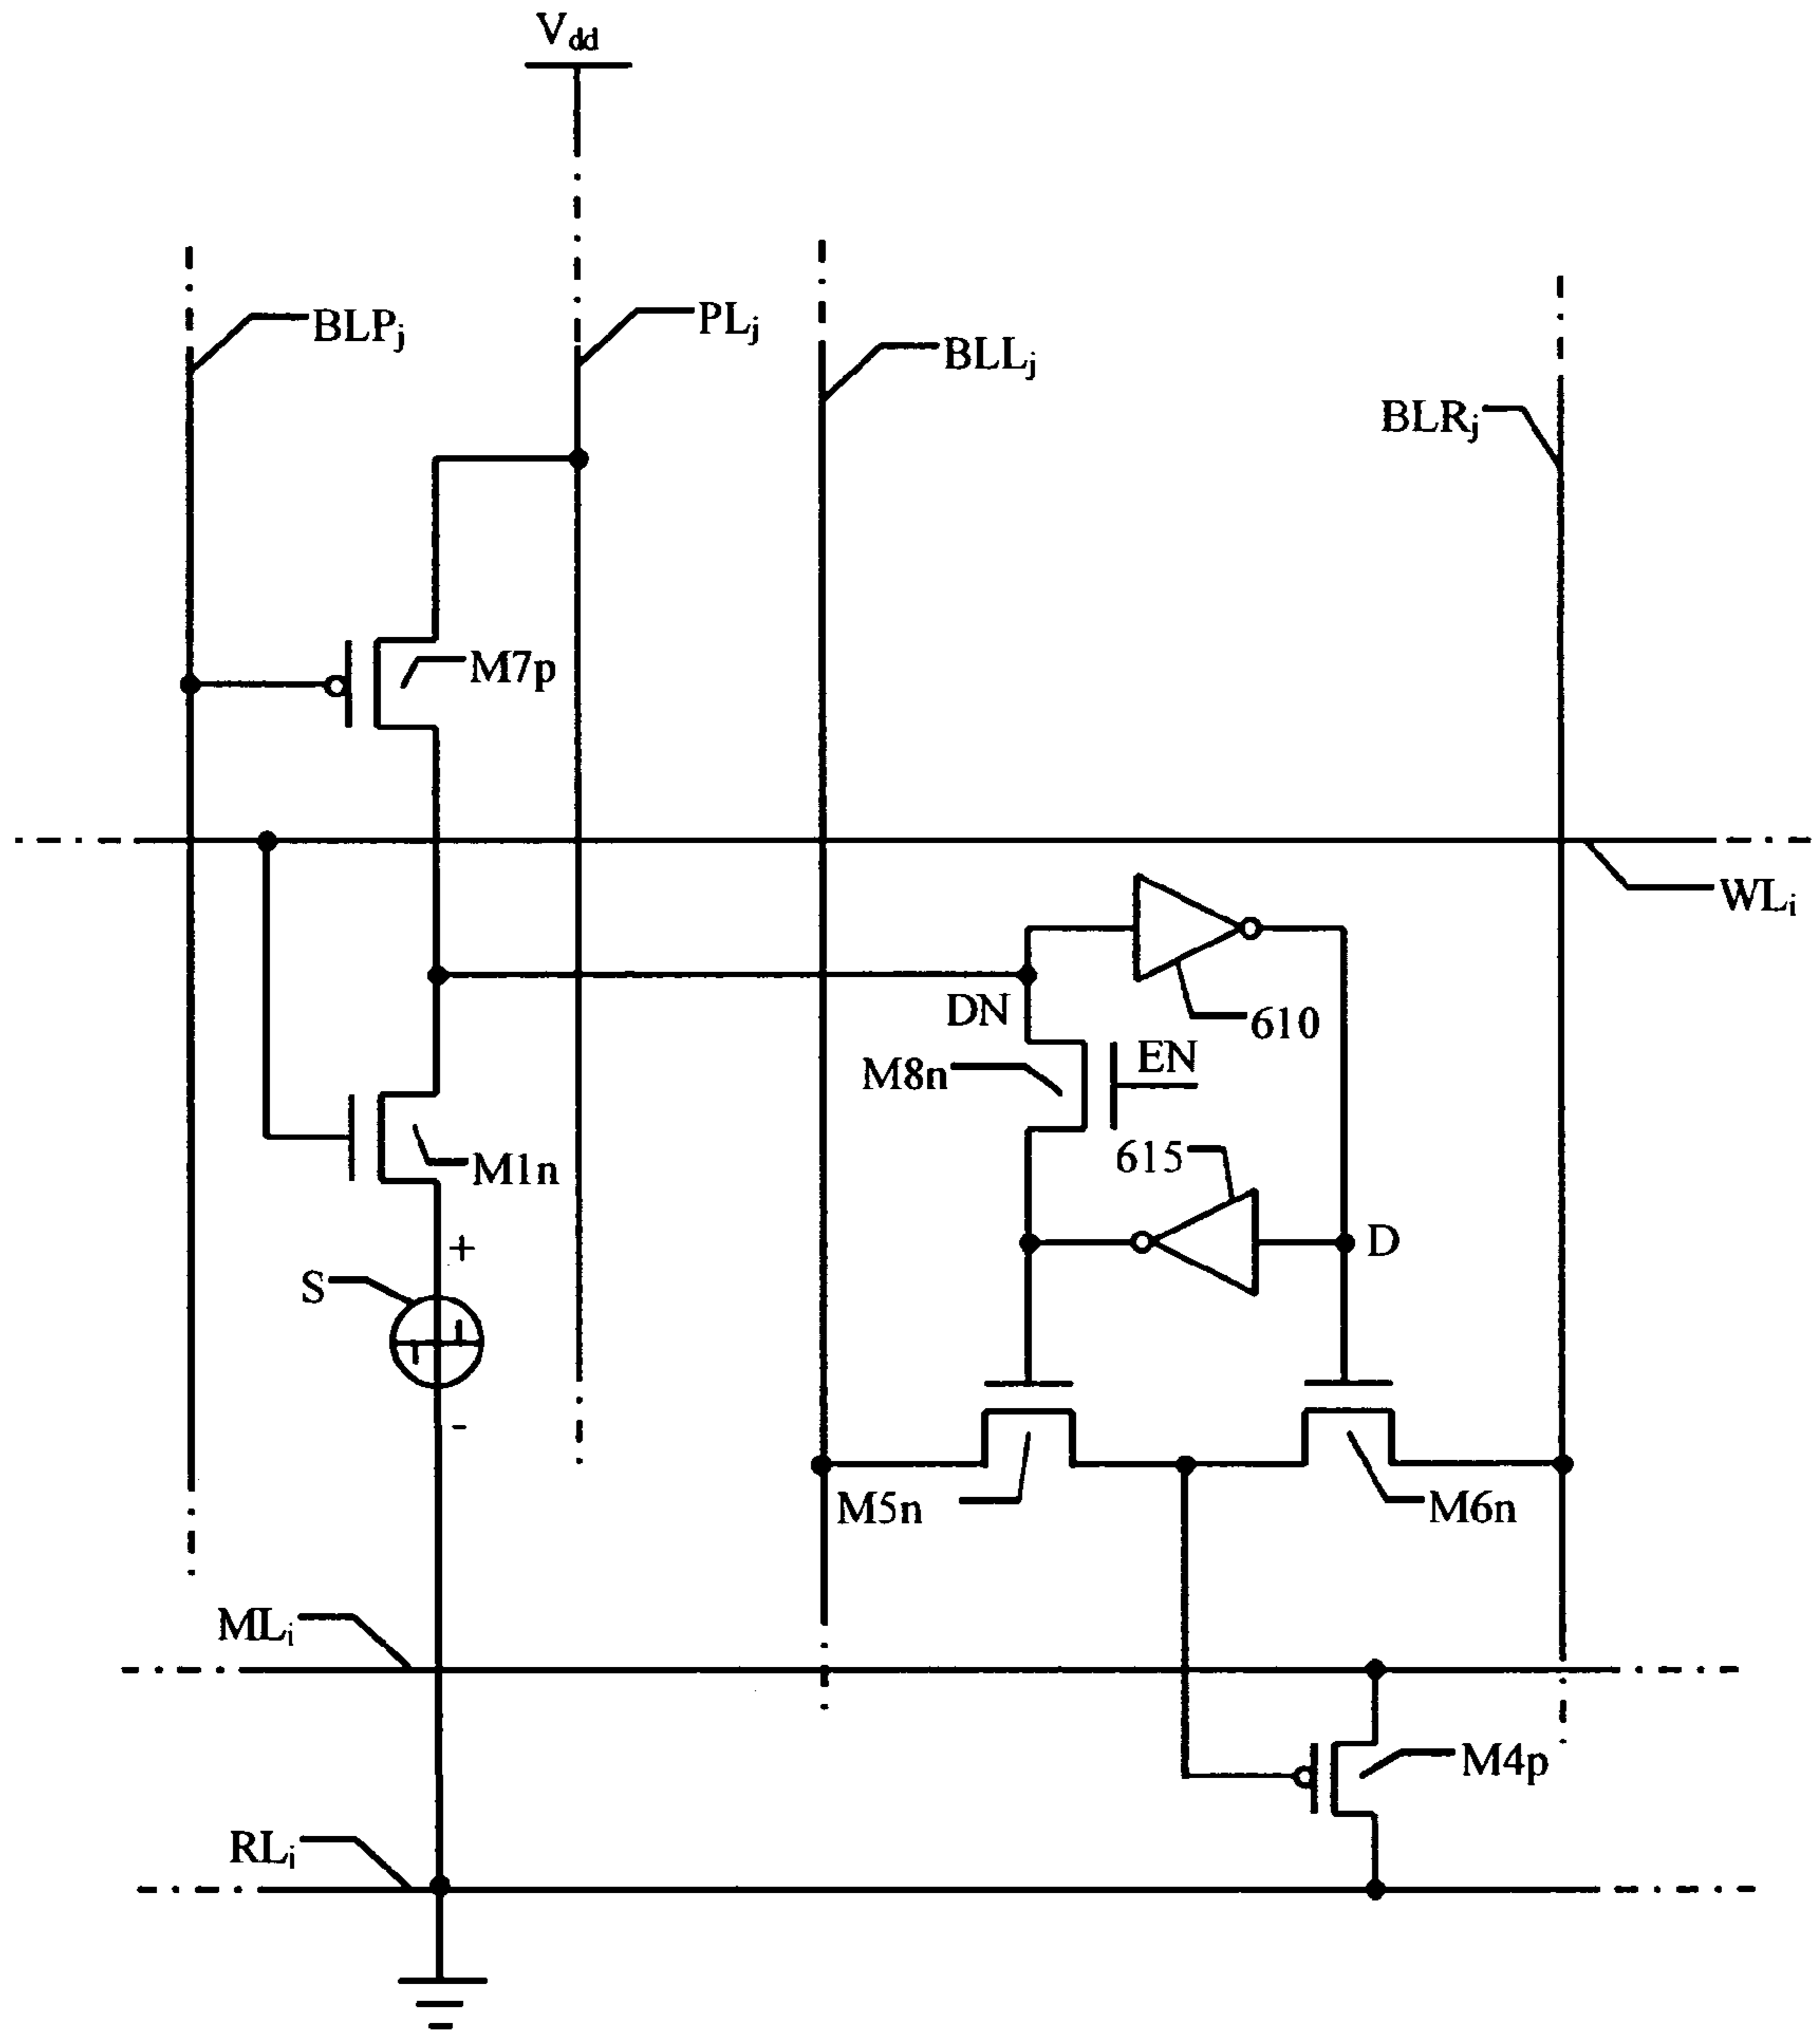 Vdd
BLPj
PLj
BLLj
BLRj
M7p
WLi
DN
610
M8n
EN
615
M1n
+
S
D
-
M5n
M6n
MLi
M4p
RLi